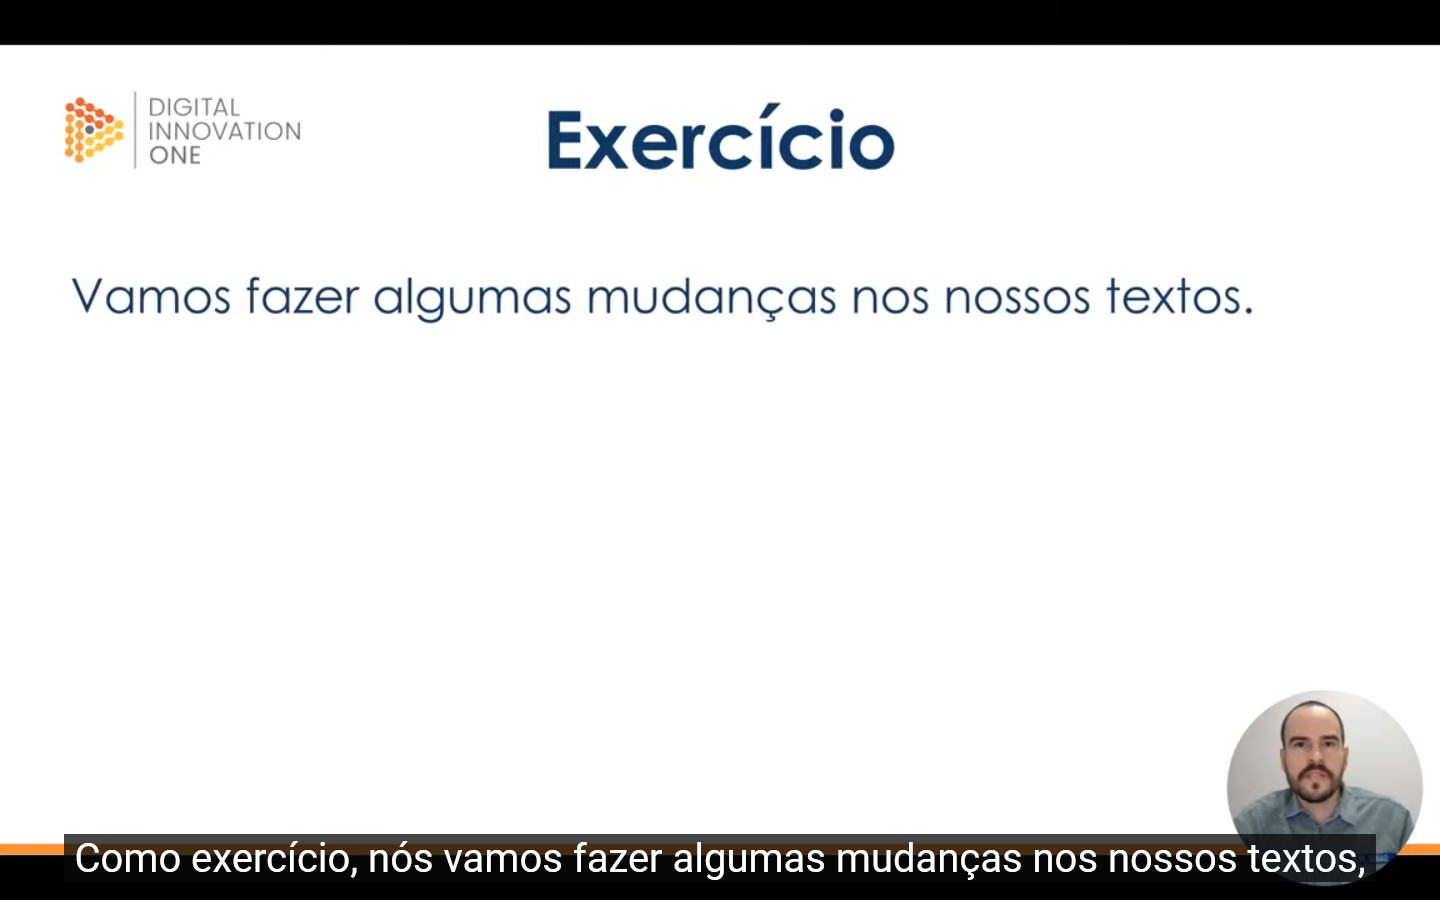 DIGITAL
INNOVATION
ONE
Exercício
Vamos fazer algumas mudanças nos nossos textos.
Como exercício, nós vamos fazer algumas mudanças nos nossos textos,